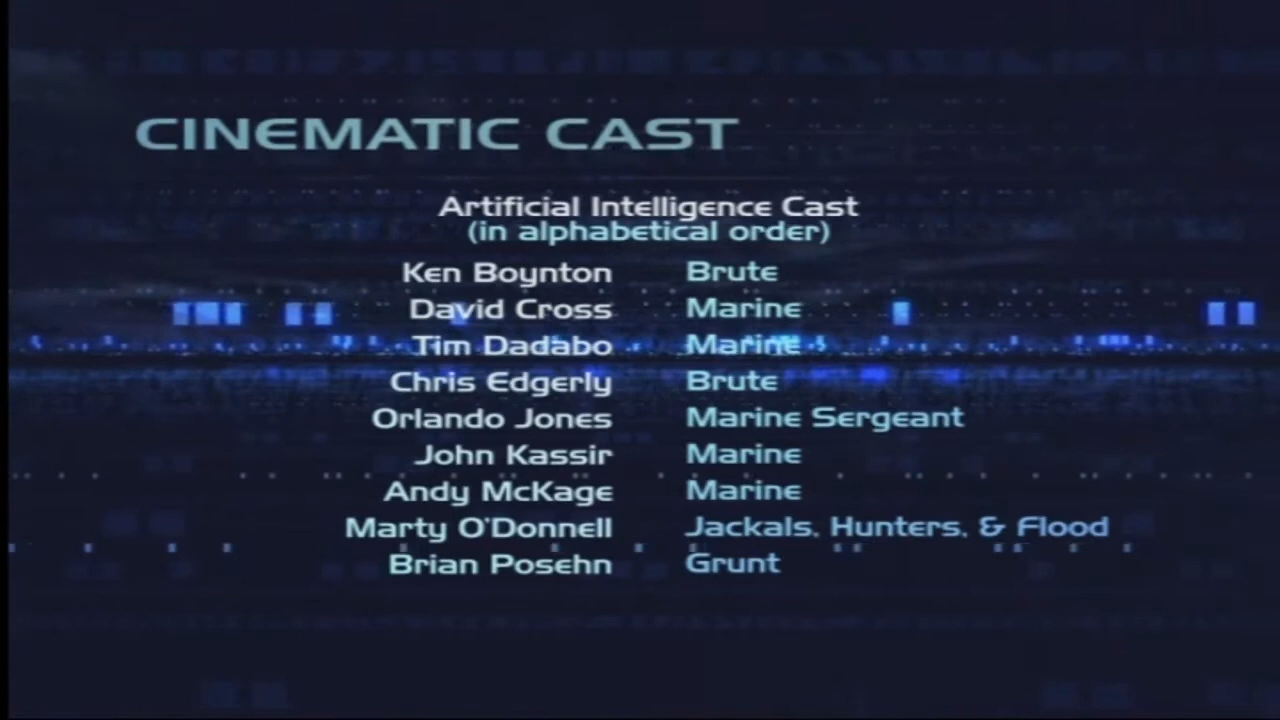 CINEMATIC CAST
Artificial Intelligence Cast
(in alphabetical order)
Ken Boynton Brute
David Cross Marine
Tim Dadabo Marine
Chris Edgerly Brute
Orlando Jones Marine Sergeant
John Kassir Marine
Andy McKage Marine
Marty O'Donnell Jackals, Hunters, & Flood
Brian Posehn Grunt